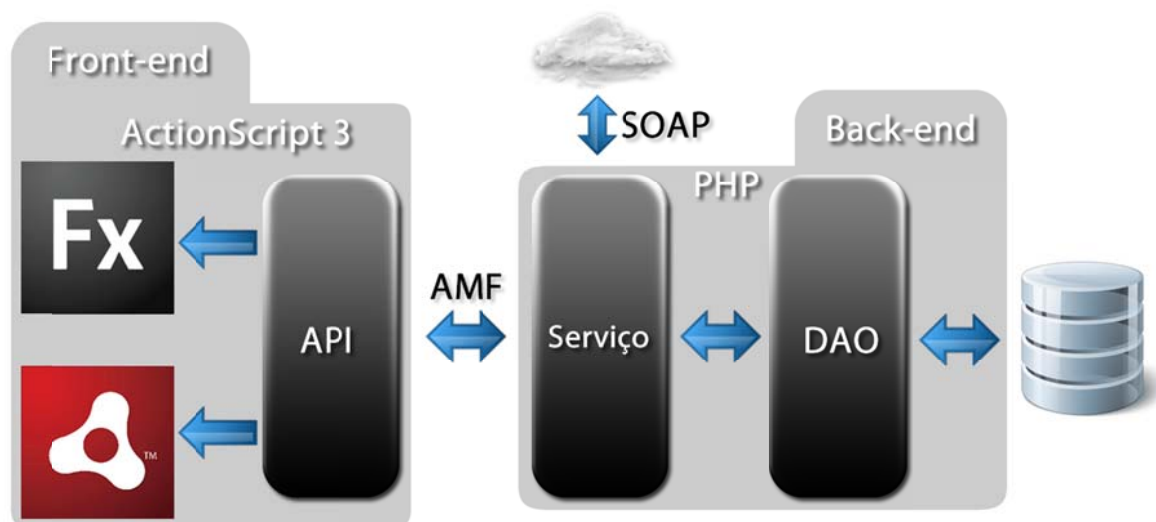 Front-end
ActionScript 3
Fx
API
AMF
SOAP
Back-end
PHP
Serviço
DAO
TM